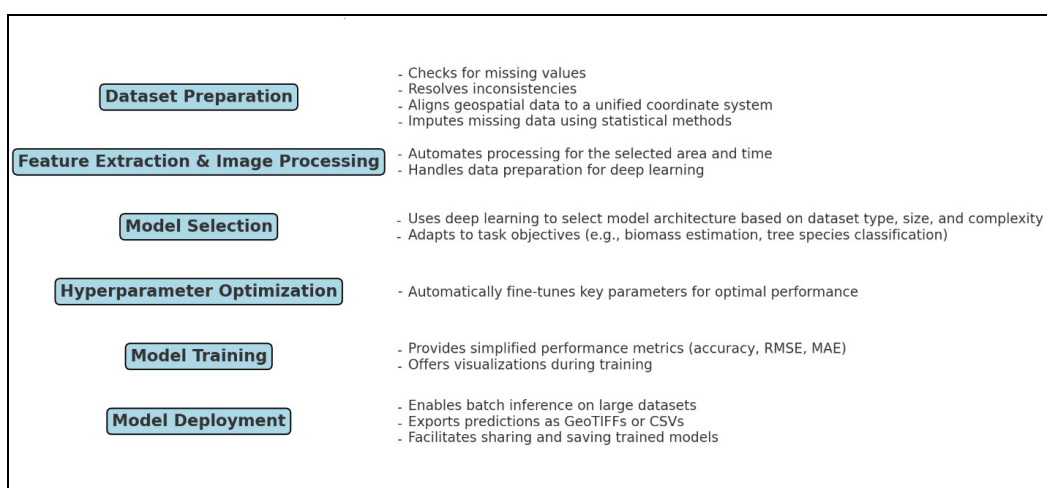 Dataset Preparation
- Checks for missing values
- Resolves inconsistencies
- Aligns geospatial data to a unified coordinate system
- Imputes missing data using statistical methods
Feature Extraction & Image Processing
- Automates processing for the selected area and time
- Handles data preparation for deep learning
Model Selection
- Uses deep learning to select model architecture based on dataset type, size, and complexity
- Adapts to task objectives (e.g., biomass estimation, tree species classification)
Hyperparameter Optimization
- Automatically fine-tunes key parameters for optimal performance
Model Training
- Provides simplified performance metrics (accuracy, RMSE, MAE)
- Offers visualizations during training
Model Deployment
- Enables batch inference on large datasets
- Exports predictions as GeoTIFFs or CSVs
- Facilitates sharing and saving trained models